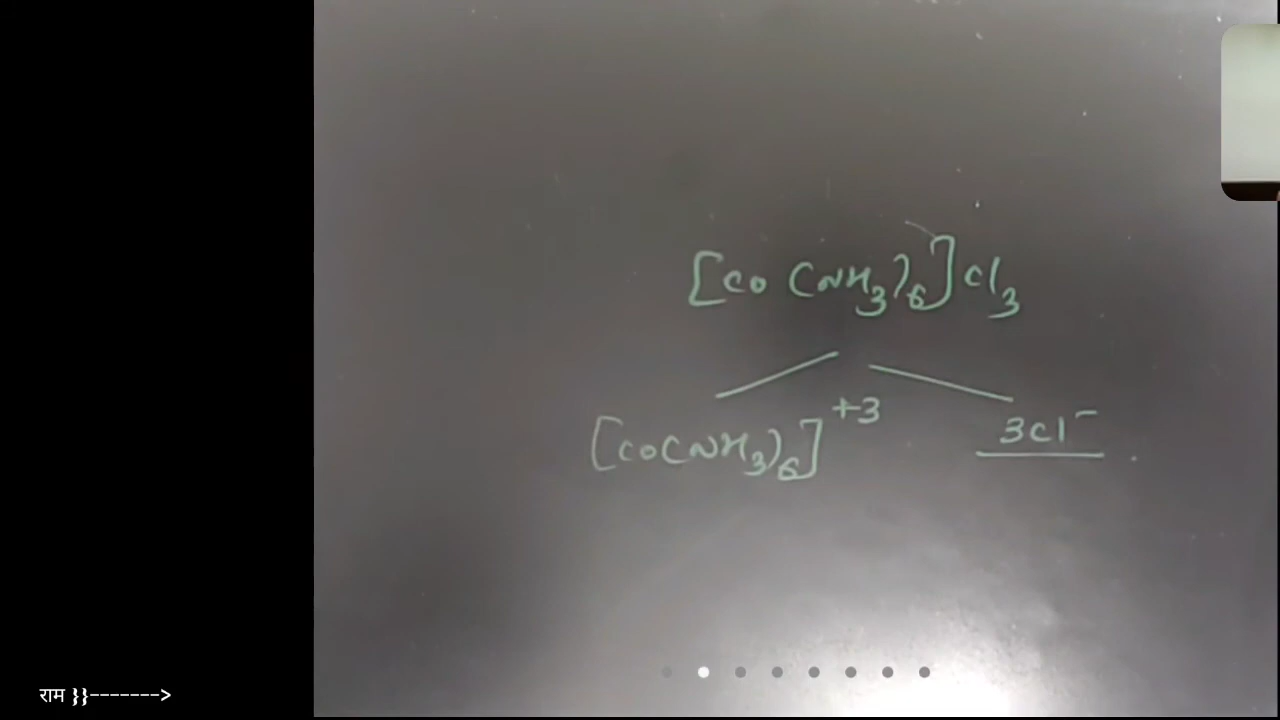 [Co (NH₃)₆] Cl₃
[Co(NH₃)₆]⁺³ 3Cl⁻
राम }}------->